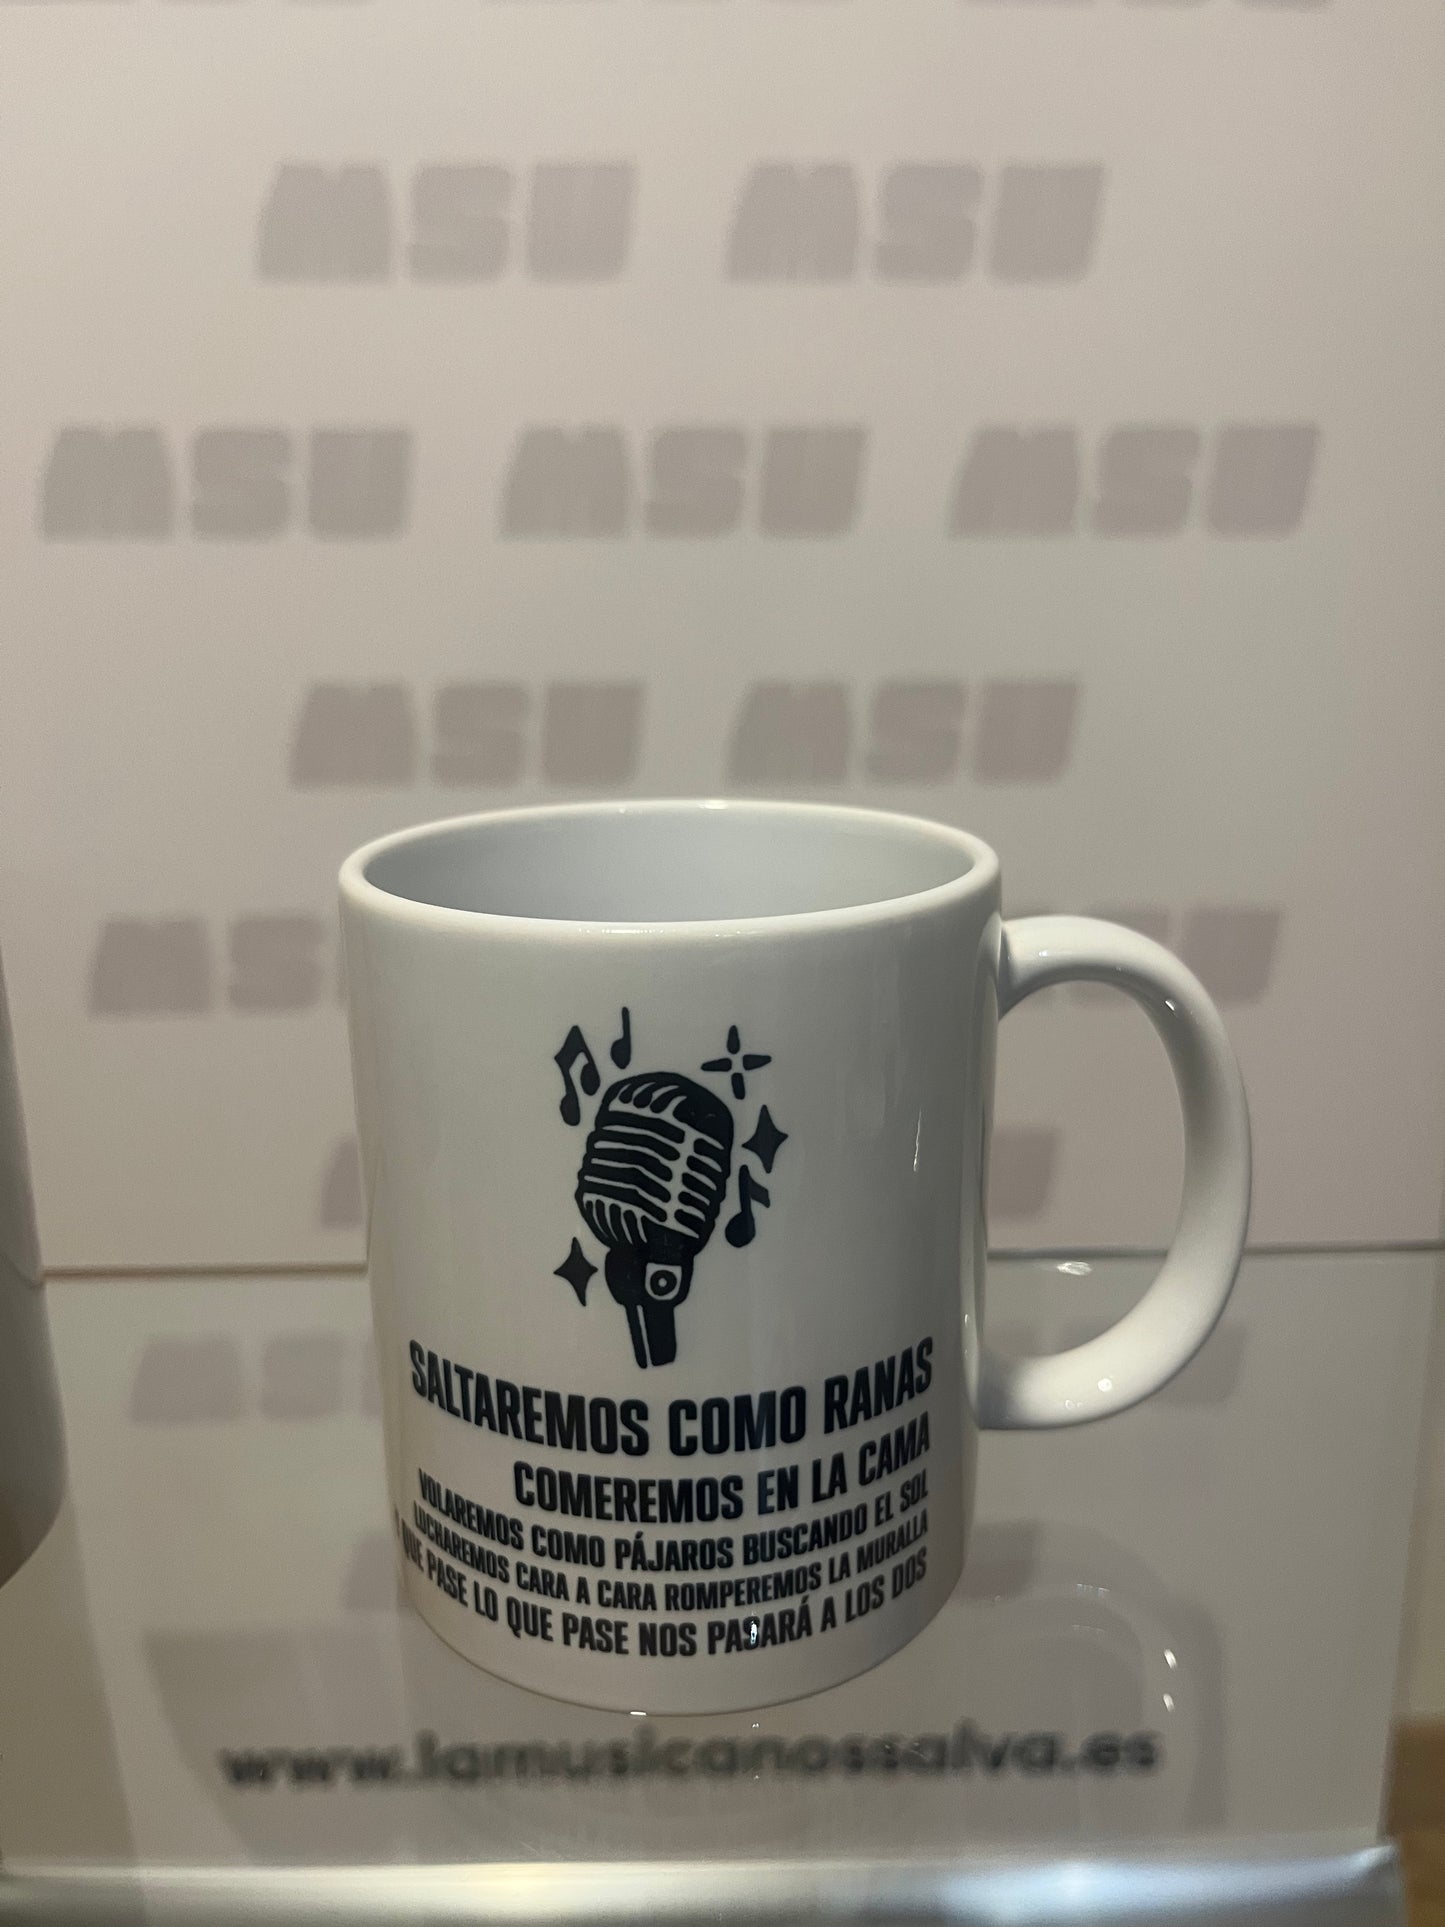 MSU MSU
MSU MSU MSU
MSU MSU
SALTAREMOS COMO RANAS
COMEREMOS EN LA CAMA
VOLAREMOS COMO PÁJAROS BUSCANDO EL SOL
LUCHAREMOS CARA A CARA ROMPEREMOS LA MURALLA
QUE PASE LO QUE PASE NOS PASARÁ A LOS DOS
www.lamusicanossalva.es